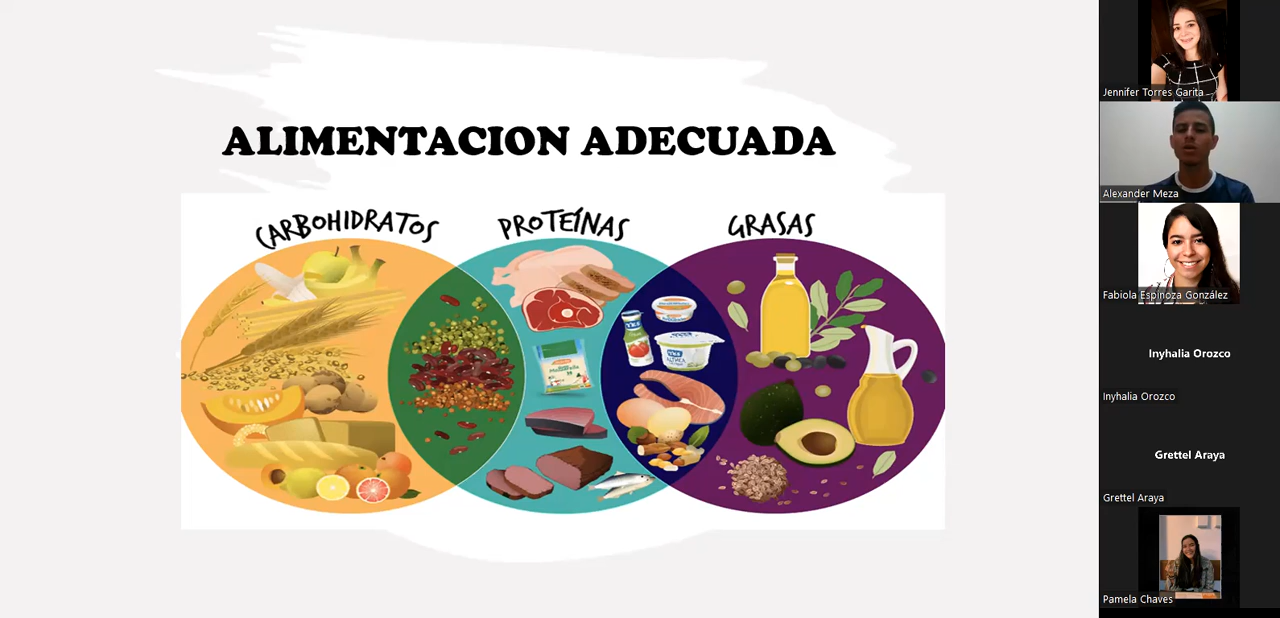 ALIMENTACION ADECUADA
CARBOHIDRATOS
PROTEÍNAS
GRASAS
Jennifer Torres Garita
Alexander Meza
Fabiola Espinoza González
Inyhalia Orozco
Inyhalia Orozco
Grettel Araya
Grettel Araya
Pamela Chaves